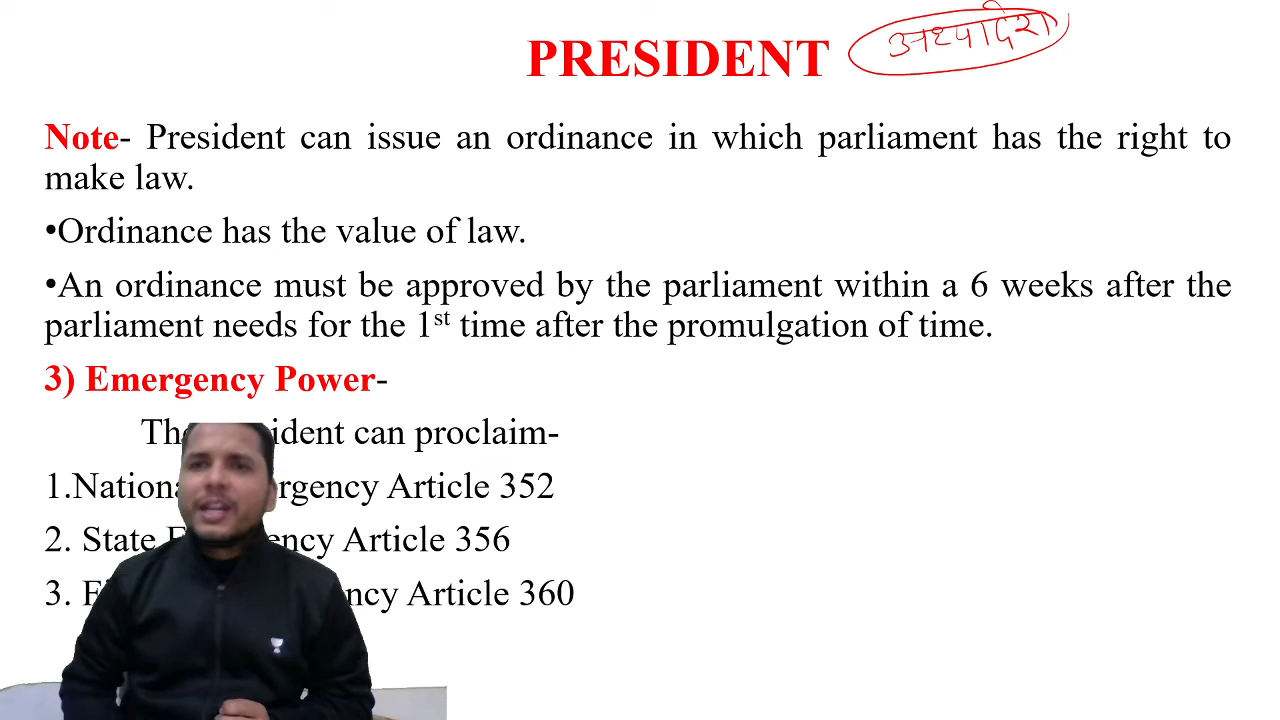 PRESIDENT अध्यादेश
Note- President can issue an ordinance in which parliament has the right to
make law.
•Ordinance has the value of law.
•An ordinance must be approved by the parliament within a 6 weeks after the
parliament needs for the 1st time after the promulgation of time.
3) Emergency Power-
ident can proclaim-
1.Nationa rgency Article 352
2. State E ency Article 356
3. ncy Article 360